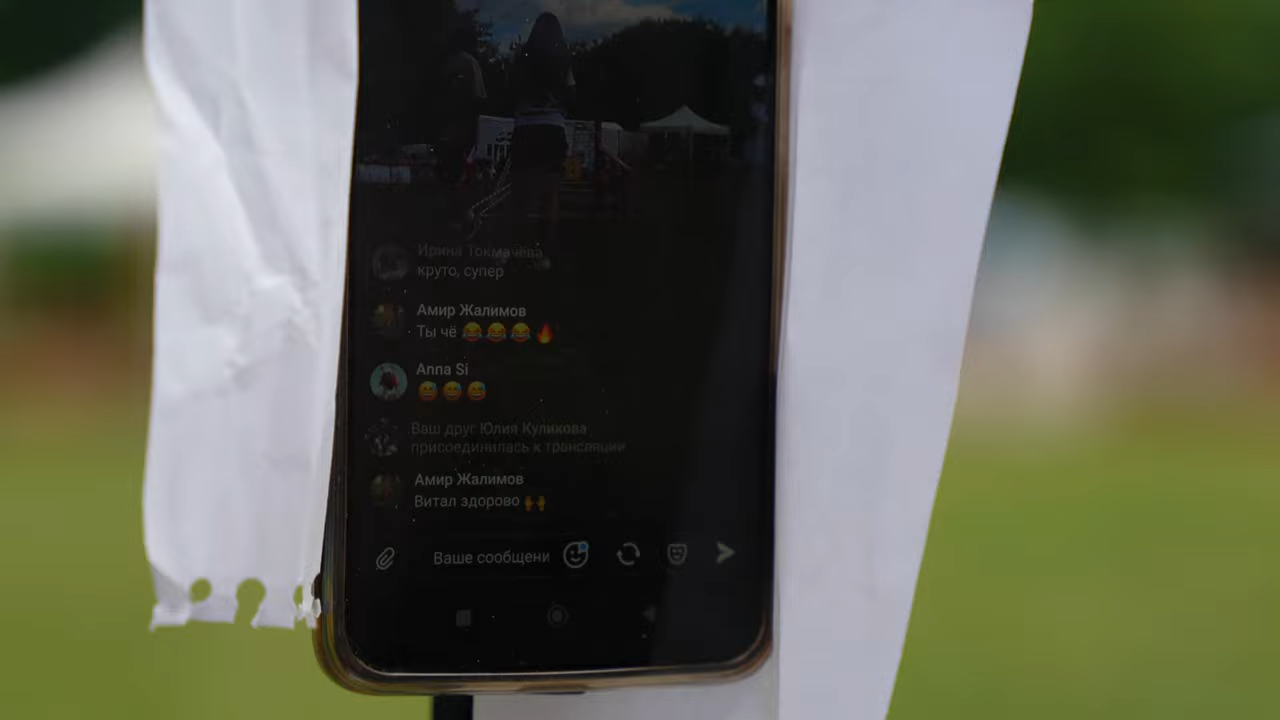 Ирина Токмачёва
круто, супер
Амир Жалимов
Ты чё 😂😂😂🔥
Anna Si
😅😅😅
Ваш друг Юлия Куликова
присоединилась к трансляции
Амир Жалимов
Витал здорово 🙌
Ваше сообщени